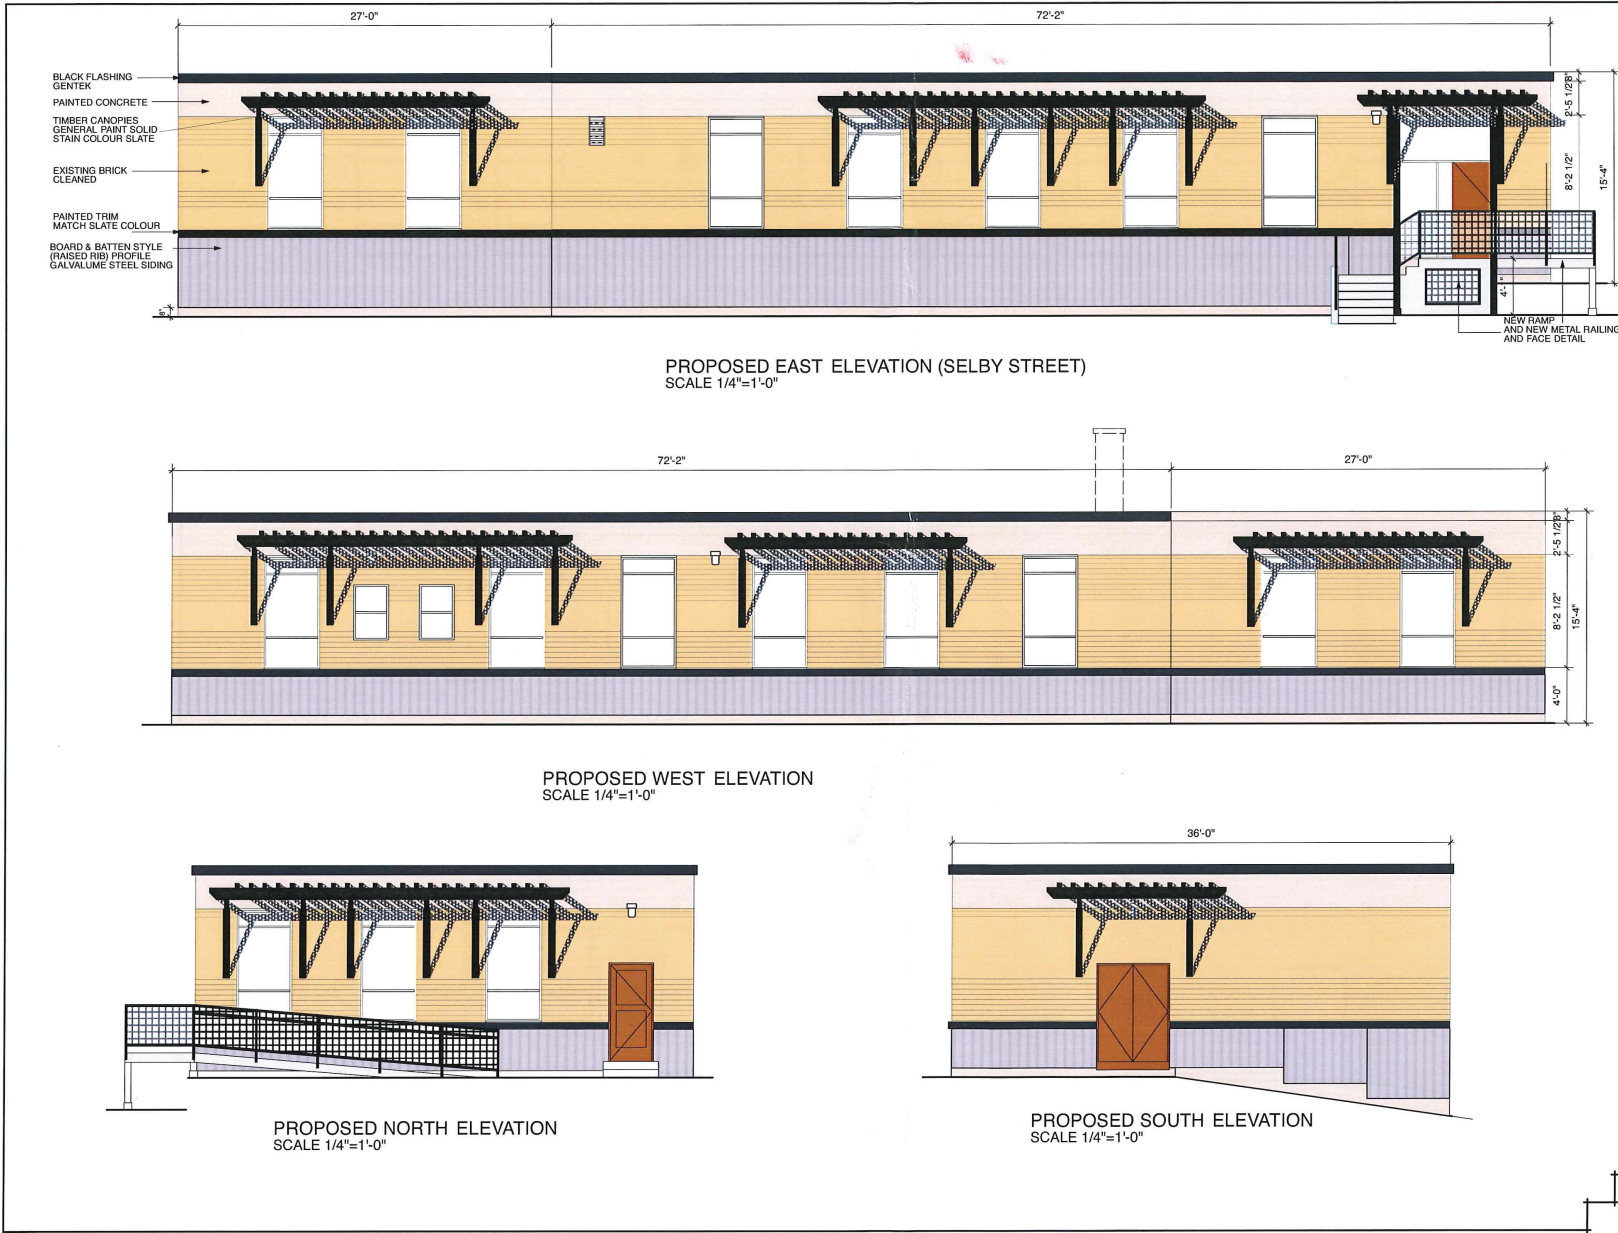 27'-0"
72'-2"
BLACK FLASHING
GENTEK
PAINTED CONCRETE
TIMBER CANOPIES
GENERAL PAINT SOLID
STAIN COLOUR SLATE
EXISTING BRICK
CLEANED
PAINTED TRIM
MATCH SLATE COLOUR
BOARD & BATTEN STYLE
(RAISED RIB) PROFILE
GALVALUME STEEL SIDING
8"
8"
2'-5 1/2"
8'-2 1/2"
15'-4"
NEW RAMP
AND NEW METAL RAILING
AND FACE DETAIL
PROPOSED EAST ELEVATION (SELBY STREET)
SCALE 1/4"=1'-0"
72'-2"
27'-0"
8"
2'-5 1/2"
8'-2 1/2"
15'-4"
4'-0"
PROPOSED WEST ELEVATION
SCALE 1/4"=1'-0"
36'-0"
PROPOSED NORTH ELEVATION
SCALE 1/4"=1'-0"
PROPOSED SOUTH ELEVATION
SCALE 1/4"=1'-0"